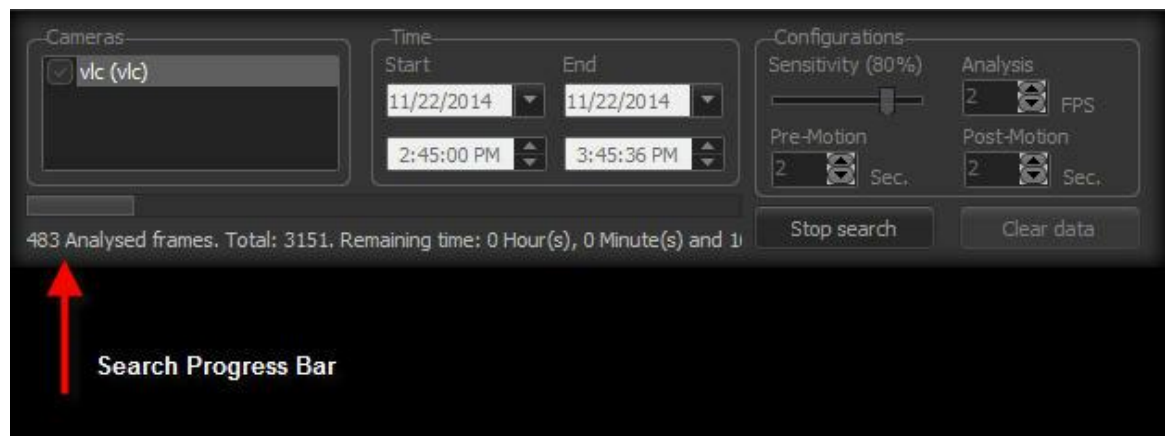 Cameras
vlc (vlc)
Time
Start End
11/22/2014 11/22/2014
2:45:00 PM 3:45:36 PM
Configurations
Sensitivity (80%) Analysis
2 FPS
Pre-Motion Post-Motion
2 Sec. 2 Sec.
483 Analysed frames. Total: 3151. Remaining time: 0 Hour(s), 0 Minute(s) and
Stop search Clear data
Search Progress Bar